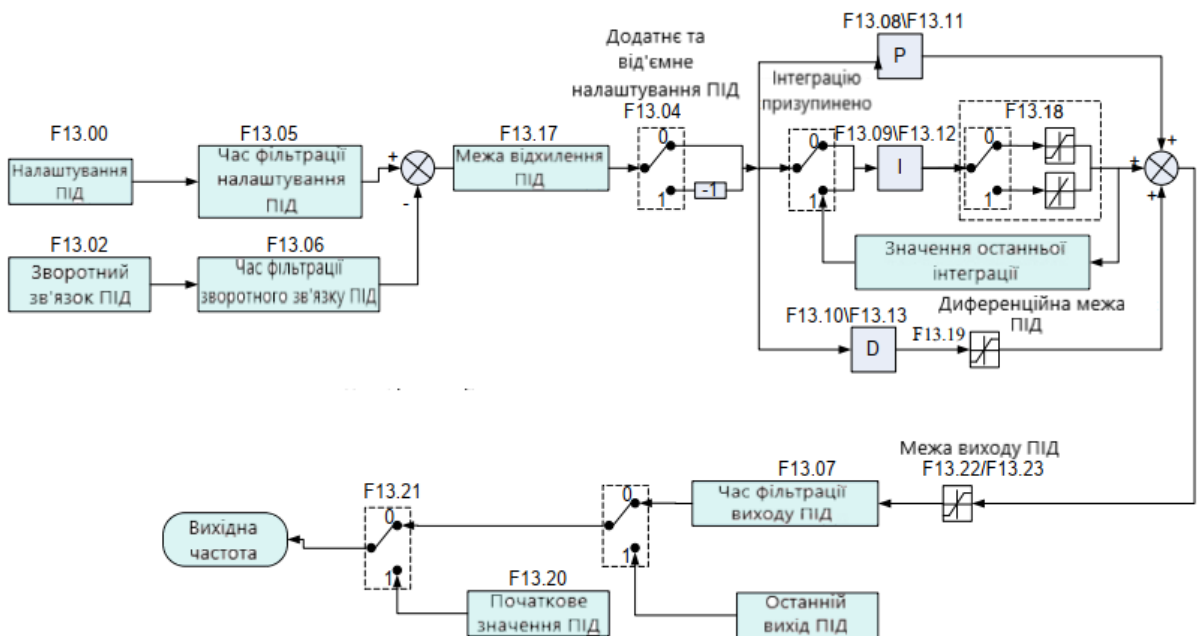 F13.08\F13.11
P
Додатнє та
від'ємне
налаштування ПІД
F13.04
0
1
-1
Інтеграцію
призупинено
0
1
F13.09\F13.12
I
F13.18
0
1
F13.00
Налаштування
ПІД
F13.05
Час фільтрації
налаштування
ПІД
+
-
F13.17
Межа відхилення
ПІД
+
+
+
F13.02
Зворотний
зв'язок ПІД
F13.06
Час фільтрації
зворотного зв'язку ПІД
Значення останньої
інтеграції
F13.10\F13.13
D
F13.19
Диференційна межа
ПІД
Межа виходу ПІД
F13.22/F13.23
F13.07
Час фільтрації
виходу ПІД
0
1
F13.21
0
1
Вихідна
частота
F13.20
Початкове
значення ПІД
Останній
вихід ПІД